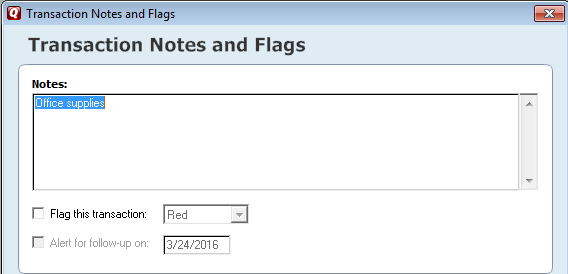 Transaction Notes and Flags
Transaction Notes and Flags
Notes:
Office supplies
Flag this transaction: Red
Alert for follow-up on: 3/24/2016